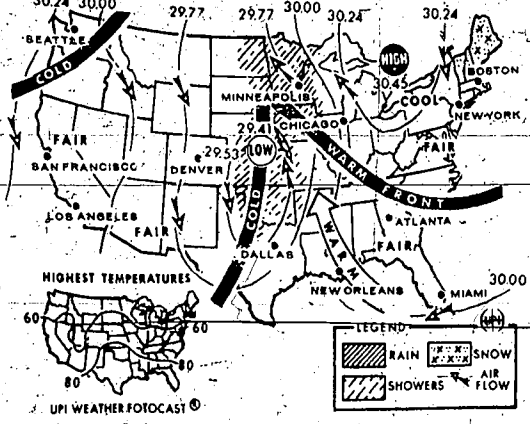 30.24 30.00 29.77 29.77 30.00 30.24 30.24
SEATTLE
COLD
HIGH
30.45
BOSTON
MINNEAPOLIS
COOL
NEW YORK
29.41
CHICAGO
FAIR
LOW
FAIR
29.53
SAN FRANCISCO
DENVER
WARM FRONT
LOS ANGELES
COLD
ATLANTA
FAIR
WARM
FAIR
DALLAS
HIGHEST TEMPERATURES
NEW ORLEANS
MIAMI
30.00
60
60
UPI
LEGEND
RAIN
SNOW
80
80
SHOWERS
AIR FLOW
UPI WEATHER FOTOCAST ®